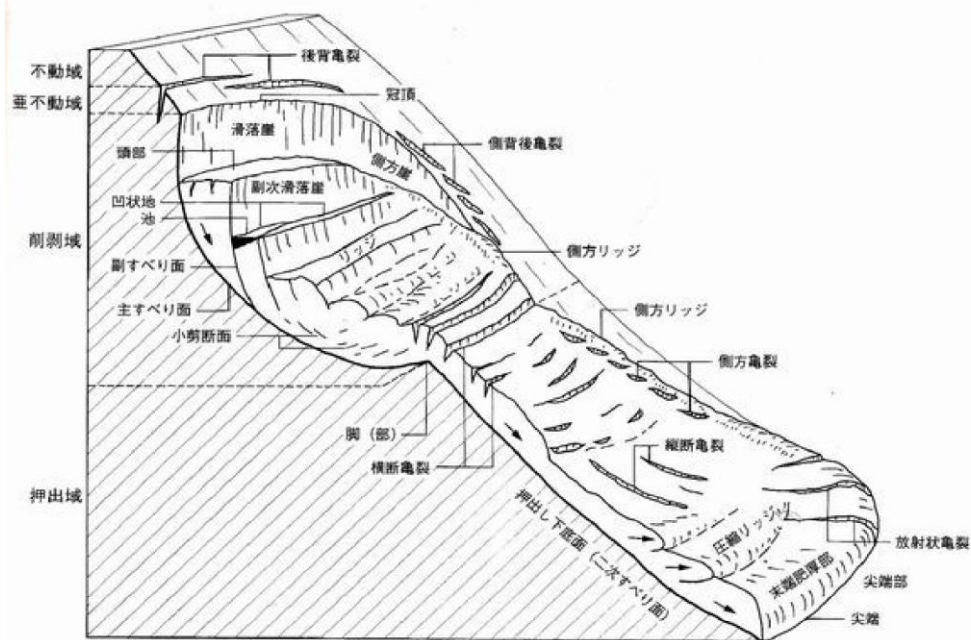 不動域
後背亀裂
亜不動域
冠頂
滑落崖
側背後亀裂
頭部
側方崖
副次滑落崖
凹状地
池
削剥域
リッジ
側方リッジ
副すべり面
主すべり面
側方リッジ
小剪断面
側方亀裂
脚(部)
横断亀裂
縦断亀裂
押出域
押出し下底面(二次すべり面)
圧縮リッジ
放射状亀裂
末端肥厚部
尖端部
尖端